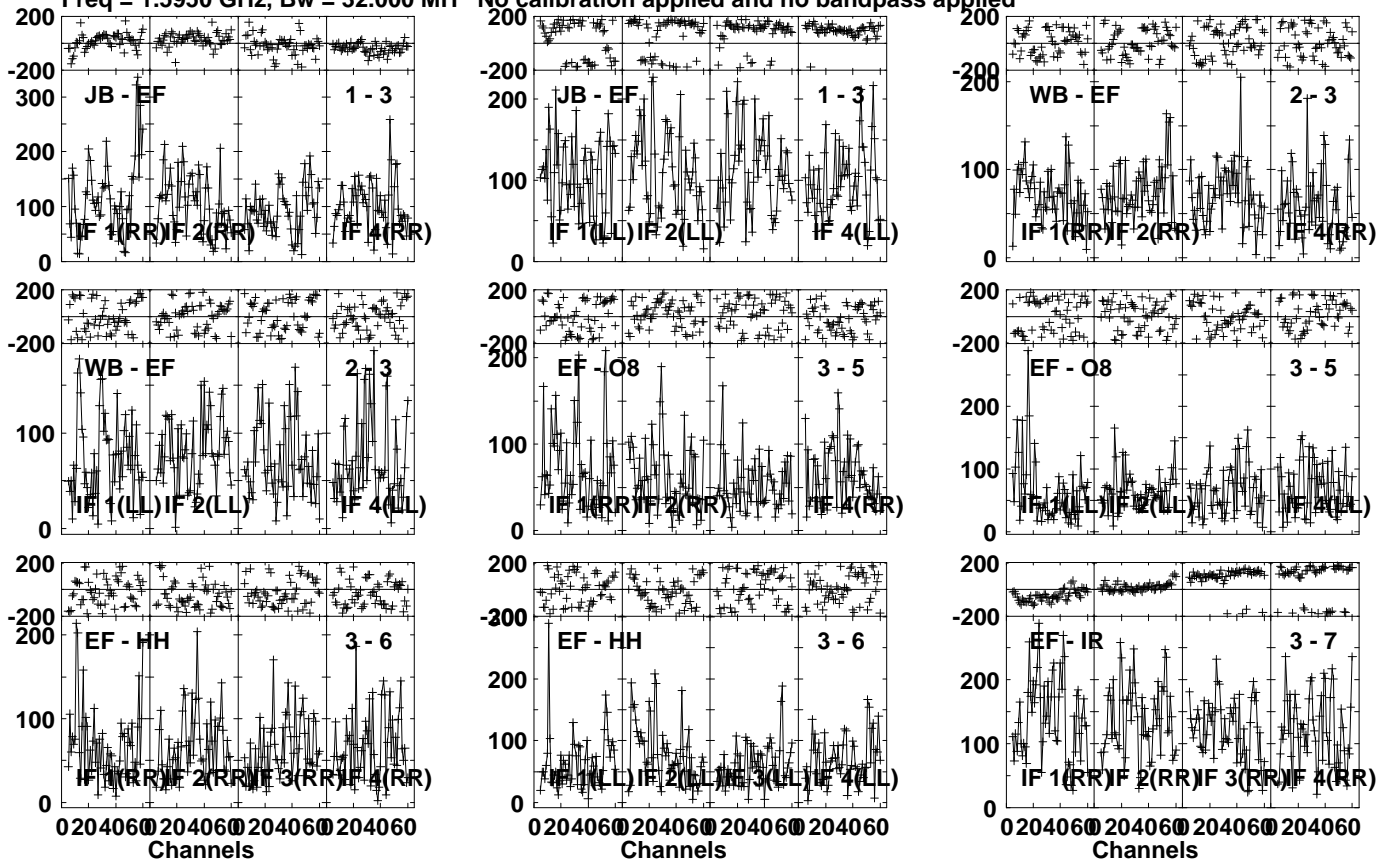 Freq = 1.5950 GHz, Bw = 32.000 MH No calibration applied and no bandpass applied
200
-200
300
200
100
0
JB - EF
1 - 3
IF 1(RR)
IF 2(RR)
IF 4(RR)
200
-200
200
100
0
JB - EF
1 - 3
IF 1(LL)
IF 2(LL)
IF 4(LL)
200
-200
200
100
0
WB - EF
2 - 3
IF 1(RR)
IF 2(RR)
IF 4(RR)
200
-200
100
0
WB - EF
2 - 3
IF 1(LL)
IF 2(LL)
IF 4(LL)
200
-200
200
100
0
EF - O8
3 - 5
IF 1(RR)
IF 2(RR)
IF 4(RR)
200
-200
200
100
0
EF - O8
3 - 5
IF 1(LL)
IF 2(LL)
IF 4(LL)
200
-200
200
100
0
EF - HH
3 - 6
IF 1(RR)
IF 2(RR)
IF 3(RR)
IF 4(RR)
0 20 40 60 0 20 40 60 0 20 40 60 0 20 40 60
Channels
200
-200
300
200
100
0
EF - HH
3 - 6
IF 1(LL)
IF 2(LL)
IF 3(LL)
IF 4(LL)
0 20 40 60 0 20 40 60 0 20 40 60 0 20 40 60
Channels
200
-200
200
100
0
EF - IR
3 - 7
IF 1(RR)
IF 2(RR)
IF 3(RR)
IF 4(RR)
0 20 40 60 0 20 40 60 0 20 40 60 0 20 40 60
Channels